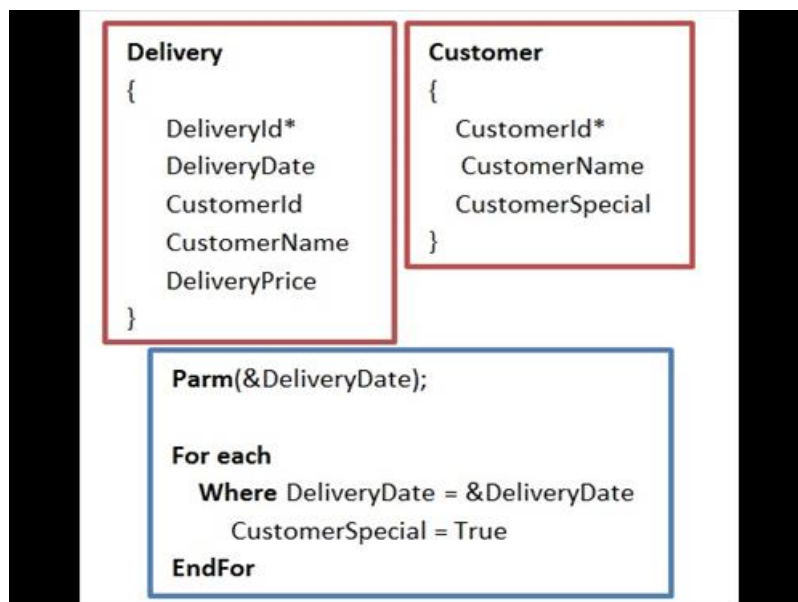 Delivery
{
DeliveryId*
DeliveryDate
CustomerId
CustomerName
DeliveryPrice
}
Customer
{
CustomerId*
CustomerName
CustomerSpecial
}
Parm(&DeliveryDate);
For each
Where DeliveryDate = &DeliveryDate
CustomerSpecial = True
EndFor